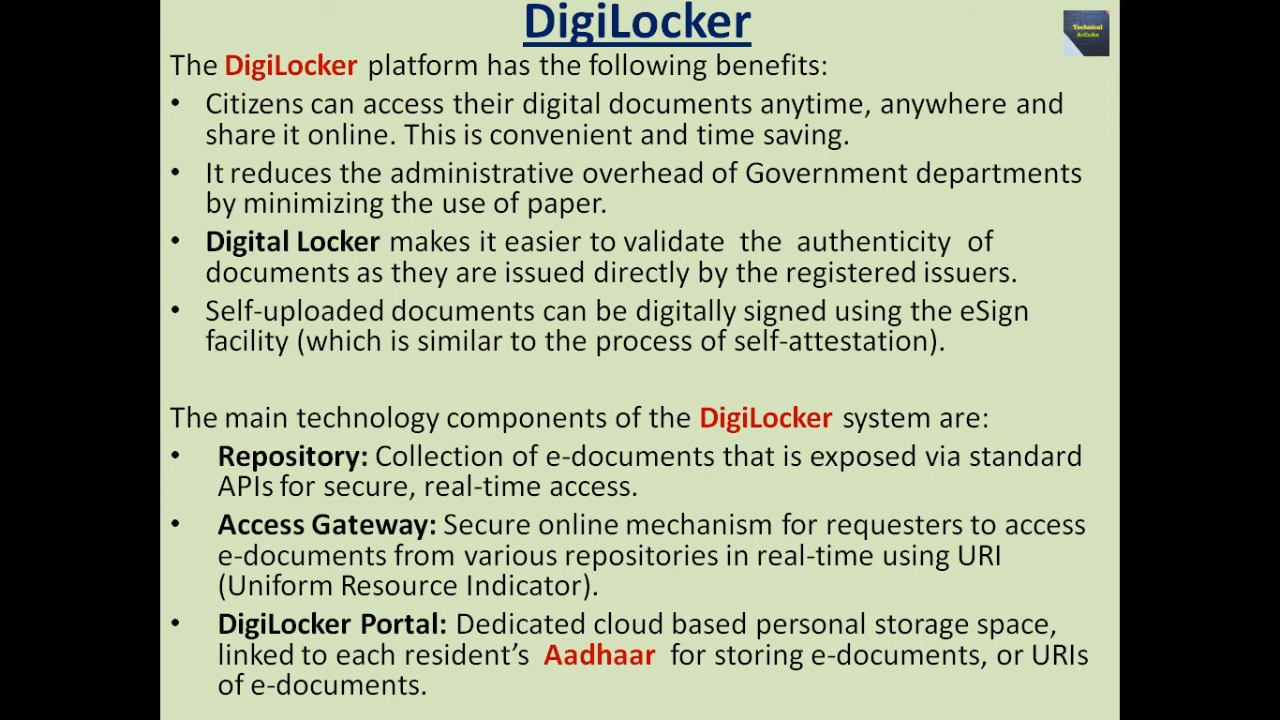 DigiLocker
Technical
ArCoAs
The DigiLocker platform has the following benefits:
• Citizens can access their digital documents anytime, anywhere and
share it online. This is convenient and time saving.
• It reduces the administrative overhead of Government departments
by minimizing the use of paper.
• Digital Locker makes it easier to validate the authenticity of
documents as they are issued directly by the registered issuers.
• Self-uploaded documents can be digitally signed using the eSign
facility (which is similar to the process of self-attestation).
The main technology components of the DigiLocker system are:
• Repository: Collection of e-documents that is exposed via standard
APIs for secure, real-time access.
• Access Gateway: Secure online mechanism for requesters to access
e-documents from various repositories in real-time using URI
(Uniform Resource Indicator).
• DigiLocker Portal: Dedicated cloud based personal storage space,
linked to each resident’s Aadhaar for storing e-documents, or URIs
of e-documents.